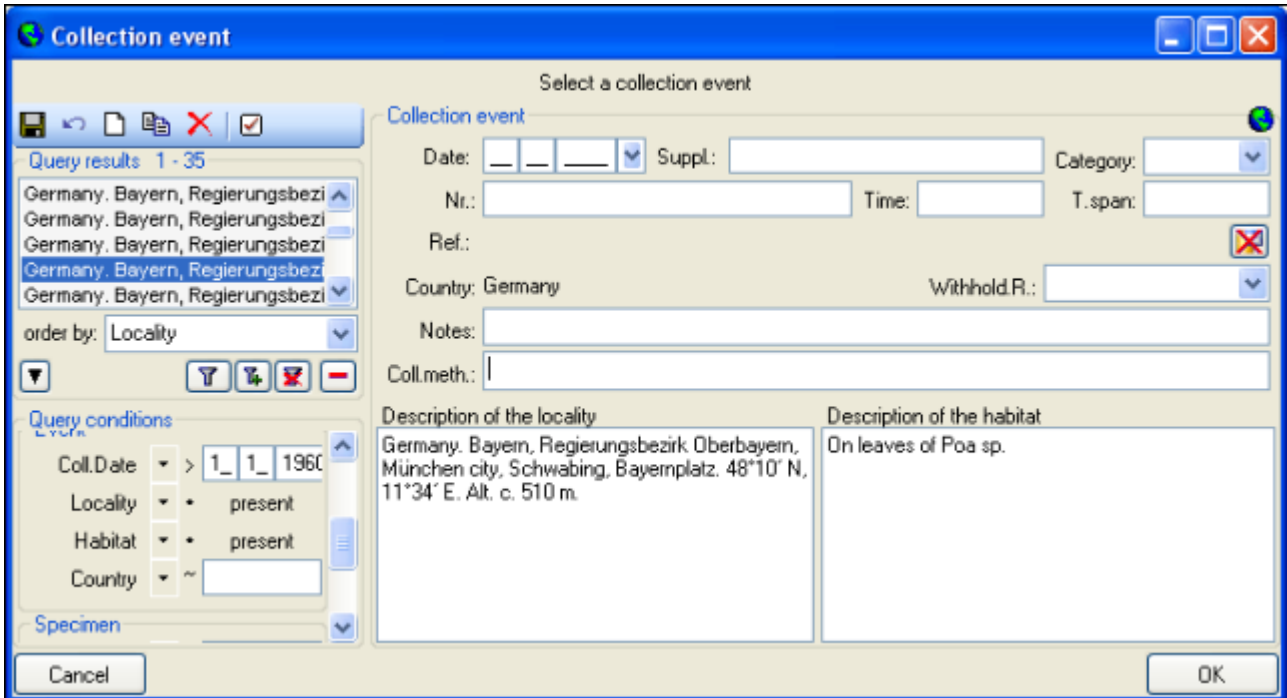 Collection event
Select a collection event
Query results 1 - 35
Germany. Bayern, Regierungsbezi
Germany. Bayern, Regierungsbezi
Germany. Bayern, Regierungsbezi
Germany. Bayern, Regierungsbezi
Germany. Bayern, Regierungsbezi
order by: Locality
Query conditions
Event
Coll.Date > 1_ 1_ 1960
Locality • present
Habitat • present
Country ~
Specimen
Collection event
Date: __ __ ____ Suppl.: Category:
Nr.: Time: T.span:
Ref.:
Country: Germany Withhold.R.:
Notes:
Coll.meth.:
Description of the locality
Germany. Bayern, Regierungsbezirk Oberbayern,
München city, Schwabing, Bayernplatz. 48°10´ N,
11°34´ E. Alt. c. 510 m.
Description of the habitat
On leaves of Poa sp.
Cancel
OK